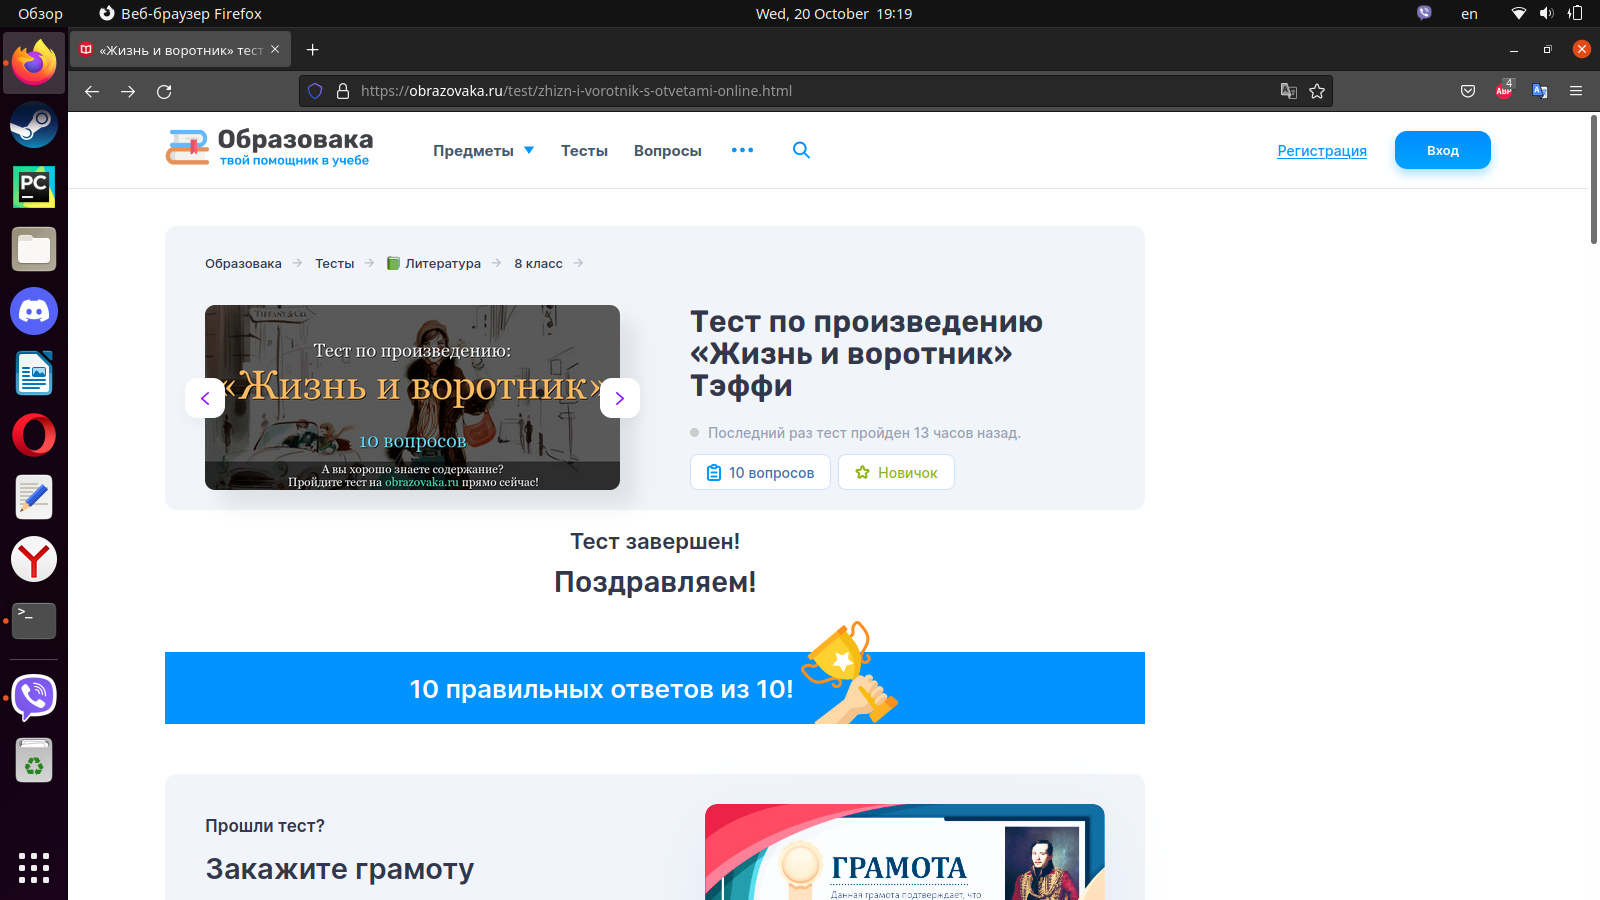 Обзор
Веб-браузер Firefox
Wed, 20 October 19:19
en
«Жизнь и воротник» тест
https://obrazovaka.ru/test/zhizn-i-vorotnik-s-otvetami-online.html
ABP
4
Образовака
твой помощник в учебе
Предметы
Тесты
Вопросы
Регистрация
Вход
Образовака
Тесты
Литература
8 класс
TIFFANY & CO.
Тест по произведению:
«Жизнь и воротник»
10 вопросов
А вы хорошо знаете содержание?
Пройдите тест на obrazovaka.ru прямо сейчас!
Тест по произведению
«Жизнь и воротник»
Тэффи
Последний раз тест пройден 13 часов назад.
10 вопросов
Новичок
Тест завершен!
Поздравляем!
10 правильных ответов из 10!
Прошли тест?
Закажите грамоту
ГРАМОТА
Данная грамота подтверждает, что
PC
>_